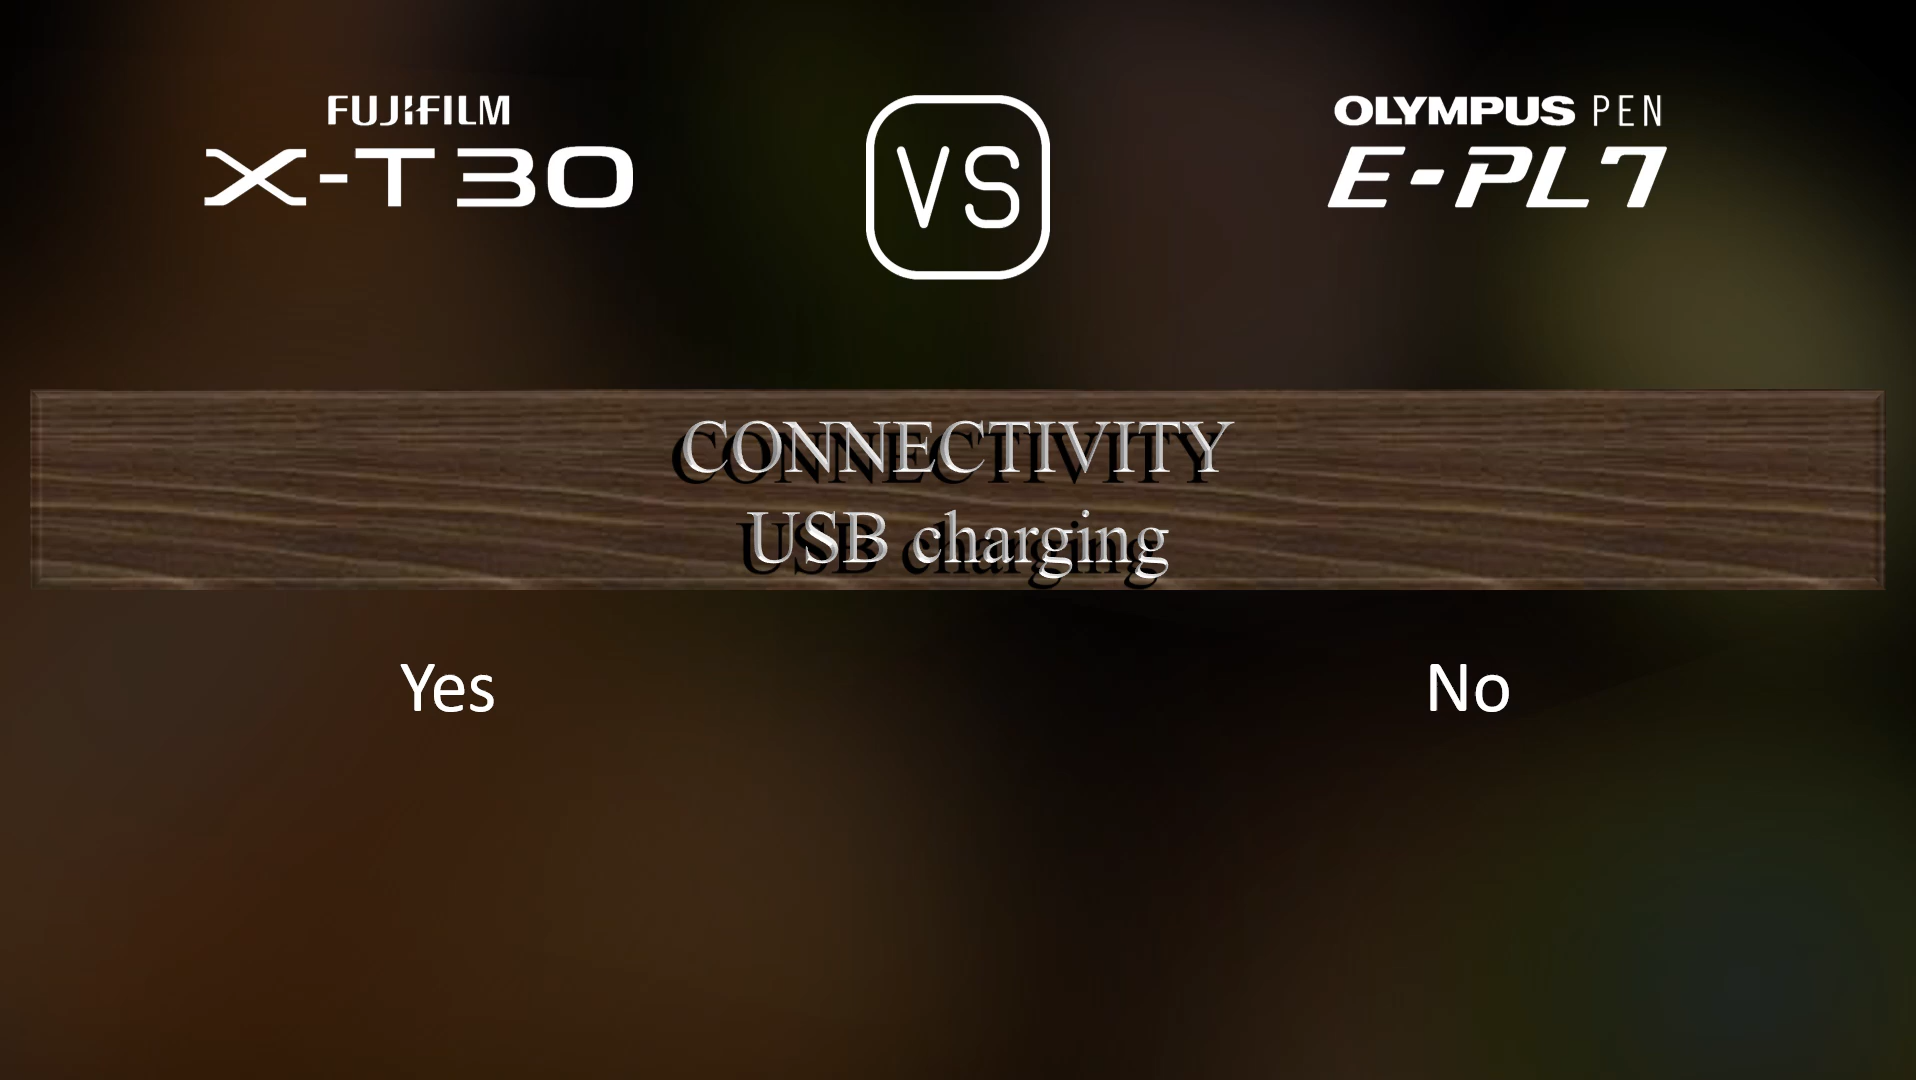 FUJIFILM
X-T30
VS
OLYMPUS PEN
E-PL7
CONNECTIVITY
USB charging
Yes
No